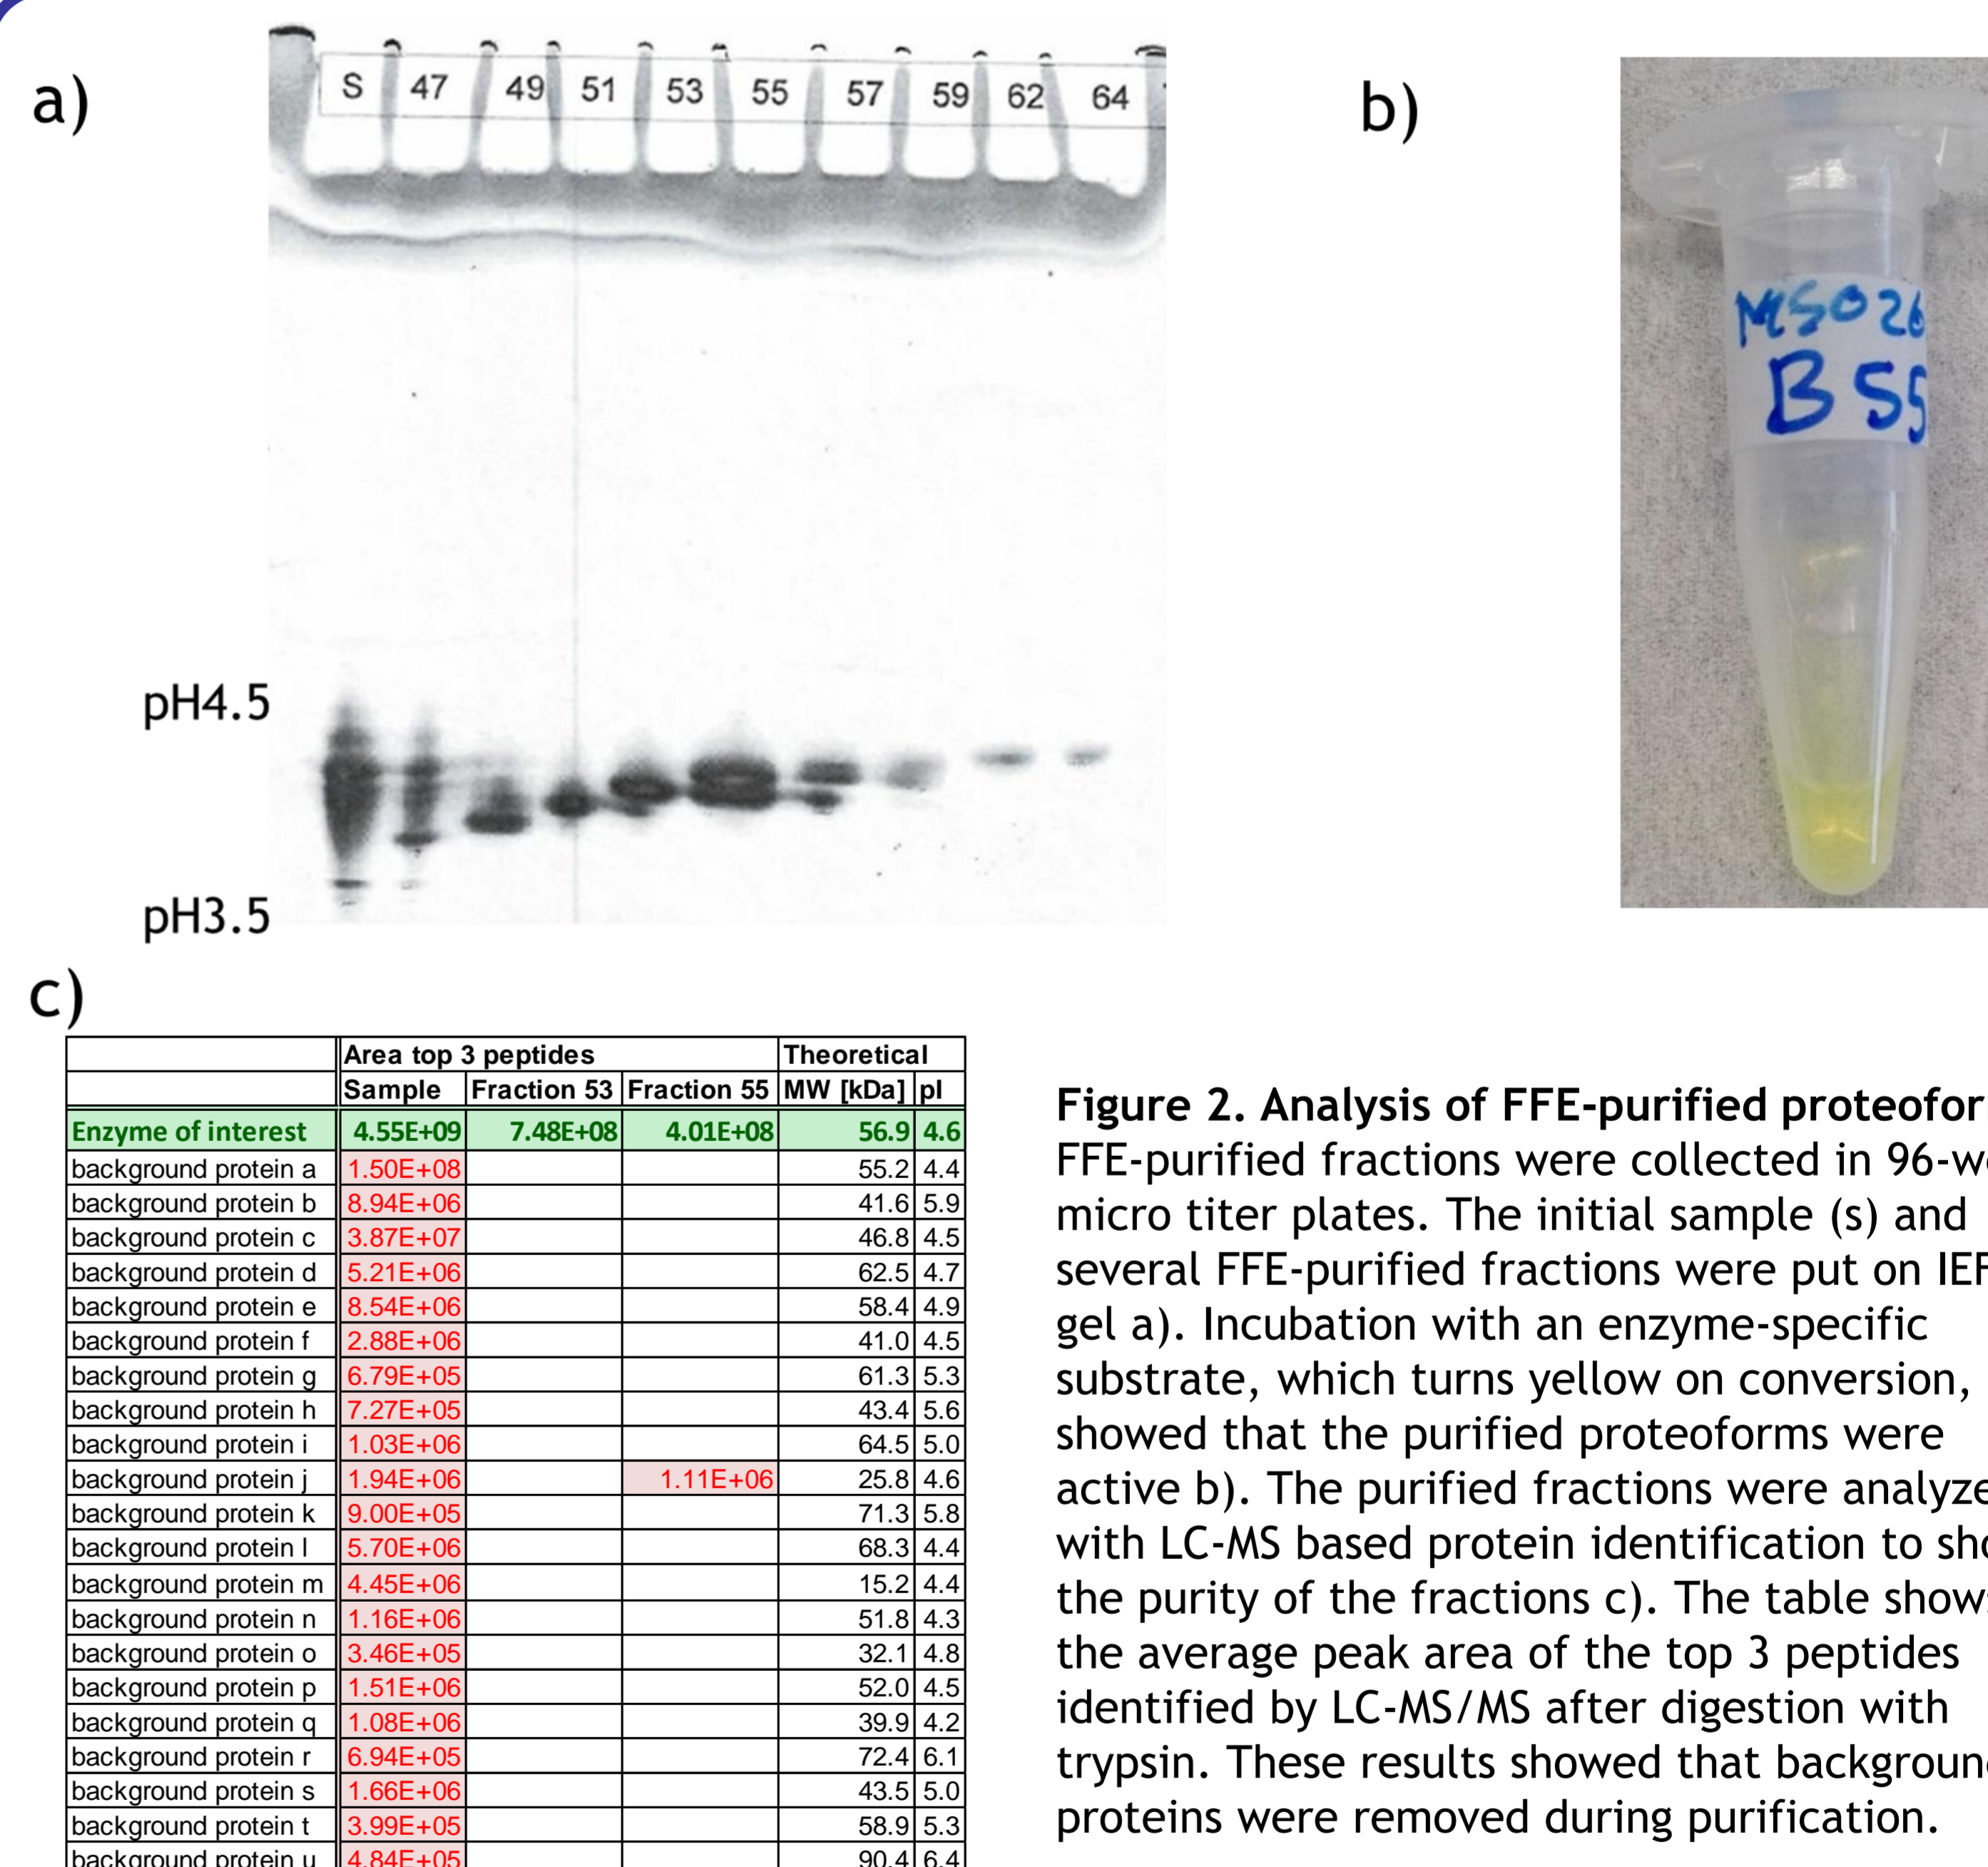 a)
S 47 49 51 53 55 57 59 62 64
pH4.5
pH3.5
b)
MS026
B 55
c)
Area top 3 peptides Theoretical
Sample Fraction 53 Fraction 55 MW [kDa] pI
Enzyme of interest 4.55E+09 7.48E+08 4.01E+08 56.9 4.6
background protein a 1.50E+08 55.2 4.4
background protein b 8.94E+06 41.6 5.9
background protein c 3.87E+07 46.8 4.5
background protein d 5.21E+06 62.5 4.7
background protein e 8.54E+06 58.4 4.9
background protein f 2.88E+06 41.0 4.5
background protein g 6.79E+05 61.3 5.3
background protein h 7.27E+05 43.4 5.6
background protein i 1.03E+06 64.5 5.0
background protein j 1.94E+06 1.11E+06 25.8 4.6
background protein k 9.00E+05 71.3 5.8
background protein l 5.70E+06 68.3 4.4
background protein m 4.45E+06 15.2 4.4
background protein n 1.16E+06 51.8 4.3
background protein o 3.46E+05 32.1 4.8
background protein p 1.51E+06 52.0 4.5
background protein q 1.08E+06 39.9 4.2
background protein r 6.94E+05 72.4 6.1
background protein s 1.66E+06 43.5 5.0
background protein t 3.99E+05 58.9 5.3
background protein u 4.84E+05 90.4 6.4
Figure 2. Analysis of FFE-purified proteofor
FFE-purified fractions were collected in 96-w
micro titer plates. The initial sample (s) and
several FFE-purified fractions were put on IEF
gel a). Incubation with an enzyme-specific
substrate, which turns yellow on conversion,
showed that the purified proteoforms were
active b). The purified fractions were analyze
with LC-MS based protein identification to sho
the purity of the fractions c). The table shows
the average peak area of the top 3 peptides
identified by LC-MS/MS after digestion with
trypsin. These results showed that backgroun
proteins were removed during purification.